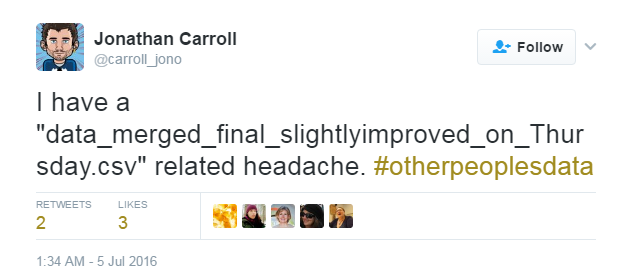 Jonathan Carroll
@carroll_jono
Follow
I have a
"data_merged_final_slightlyimproved_on_Thur
sday.csv" related headache. #otherpeoplesdata
RETWEETS LIKES
2 3
1:34 AM - 5 Jul 2016